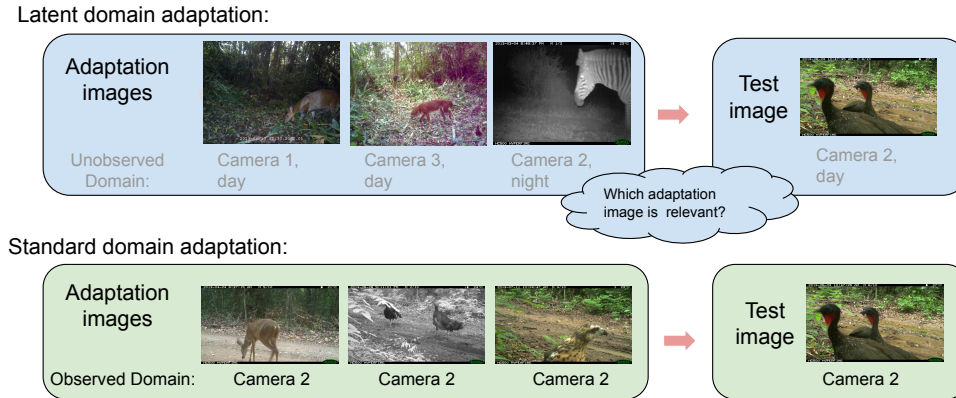 Latent domain adaptation:
Adaptation
images
Unobserved
Domain:
Camera 1,
day
Camera 3,
day
Camera 2,
night
Test
image
Camera 2,
day
Which adaptation
image is relevant?
Standard domain adaptation:
Adaptation
images
Observed Domain:
Camera 2
Camera 2
Camera 2
Test
image
Camera 2